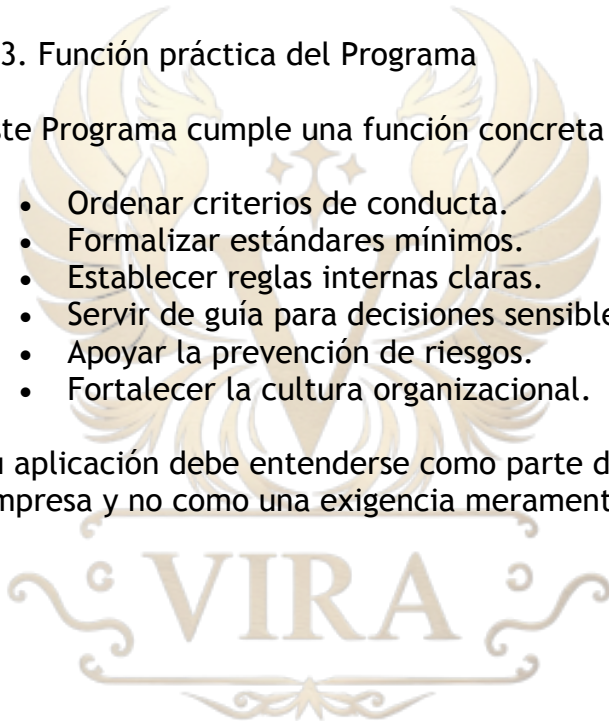 3. Función práctica del Programa
ste Programa cumple una función concreta
• Ordenar criterios de conducta.
• Formalizar estándares mínimos.
• Establecer reglas internas claras.
• Servir de guía para decisiones sensible
• Apoyar la prevención de riesgos.
• Fortalecer la cultura organizacional.
aplicación debe entenderse como parte d
mpresa y no como una exigencia merament
VIRA